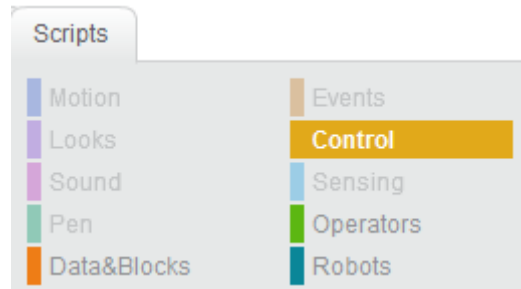 Scripts
Motion
Events
Looks
Control
Sound
Sensing
Pen
Operators
Data&Blocks
Robots